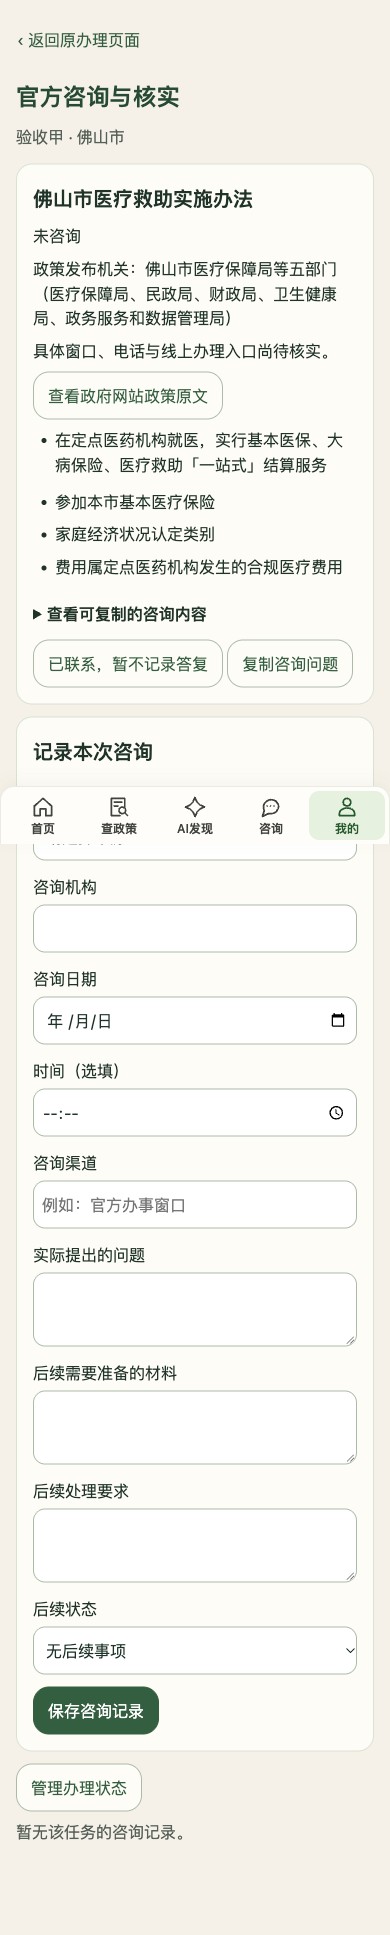 ‹ 返回原办理页面
官方咨询与核实
验收甲 · 佛山市
佛山市医疗救助实施办法
未咨询
政策发布机关：佛山市医疗保障局等五部门
（医疗保障局、民政局、财政局、卫生健康
局、政务服务和数据管理局）
具体窗口、电话与线上办理入口尚待核实。
查看政府网站政策原文
• 在定点医药机构就医，实行基本医保、大
病保险、医疗救助「一站式」结算服务
• 参加本市基本医疗保险
• 家庭经济状况认定类别
• 费用属定点医药机构发生的合规医疗费用
▶ 查看可复制的咨询内容
已联系，暂不记录答复 复制咨询问题
记录本次咨询
首页 查政策 AI发现 咨询 我的
咨询机构
咨询日期
年 /月/日
时间（选填）
--:--
咨询渠道
例如：官方办事窗口
实际提出的问题
后续需要准备的材料
后续处理要求
后续状态
无后续事项
保存咨询记录
管理办理状态
暂无该任务的咨询记录。